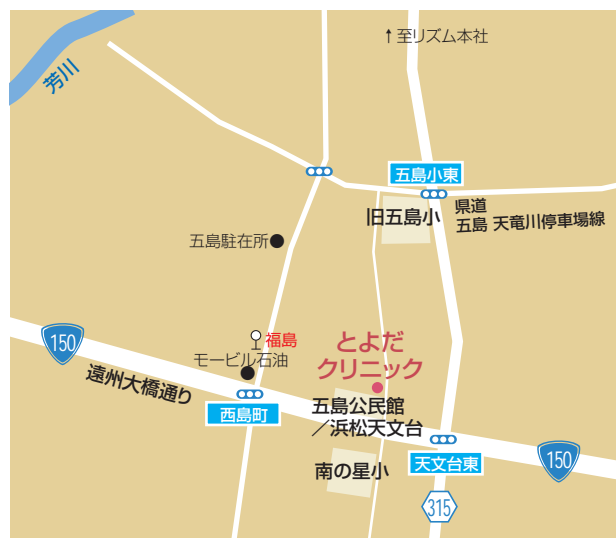 ↑至リズム本社
芳川
五島小東
旧五島小
県道
五島 天竜川停車場線
五島駐在所
150
福島
モービル石油
とよだ
クリニック
遠州大橋通り
西島町
五島公民館
／浜松天文台
天文台東
150
南の星小
315